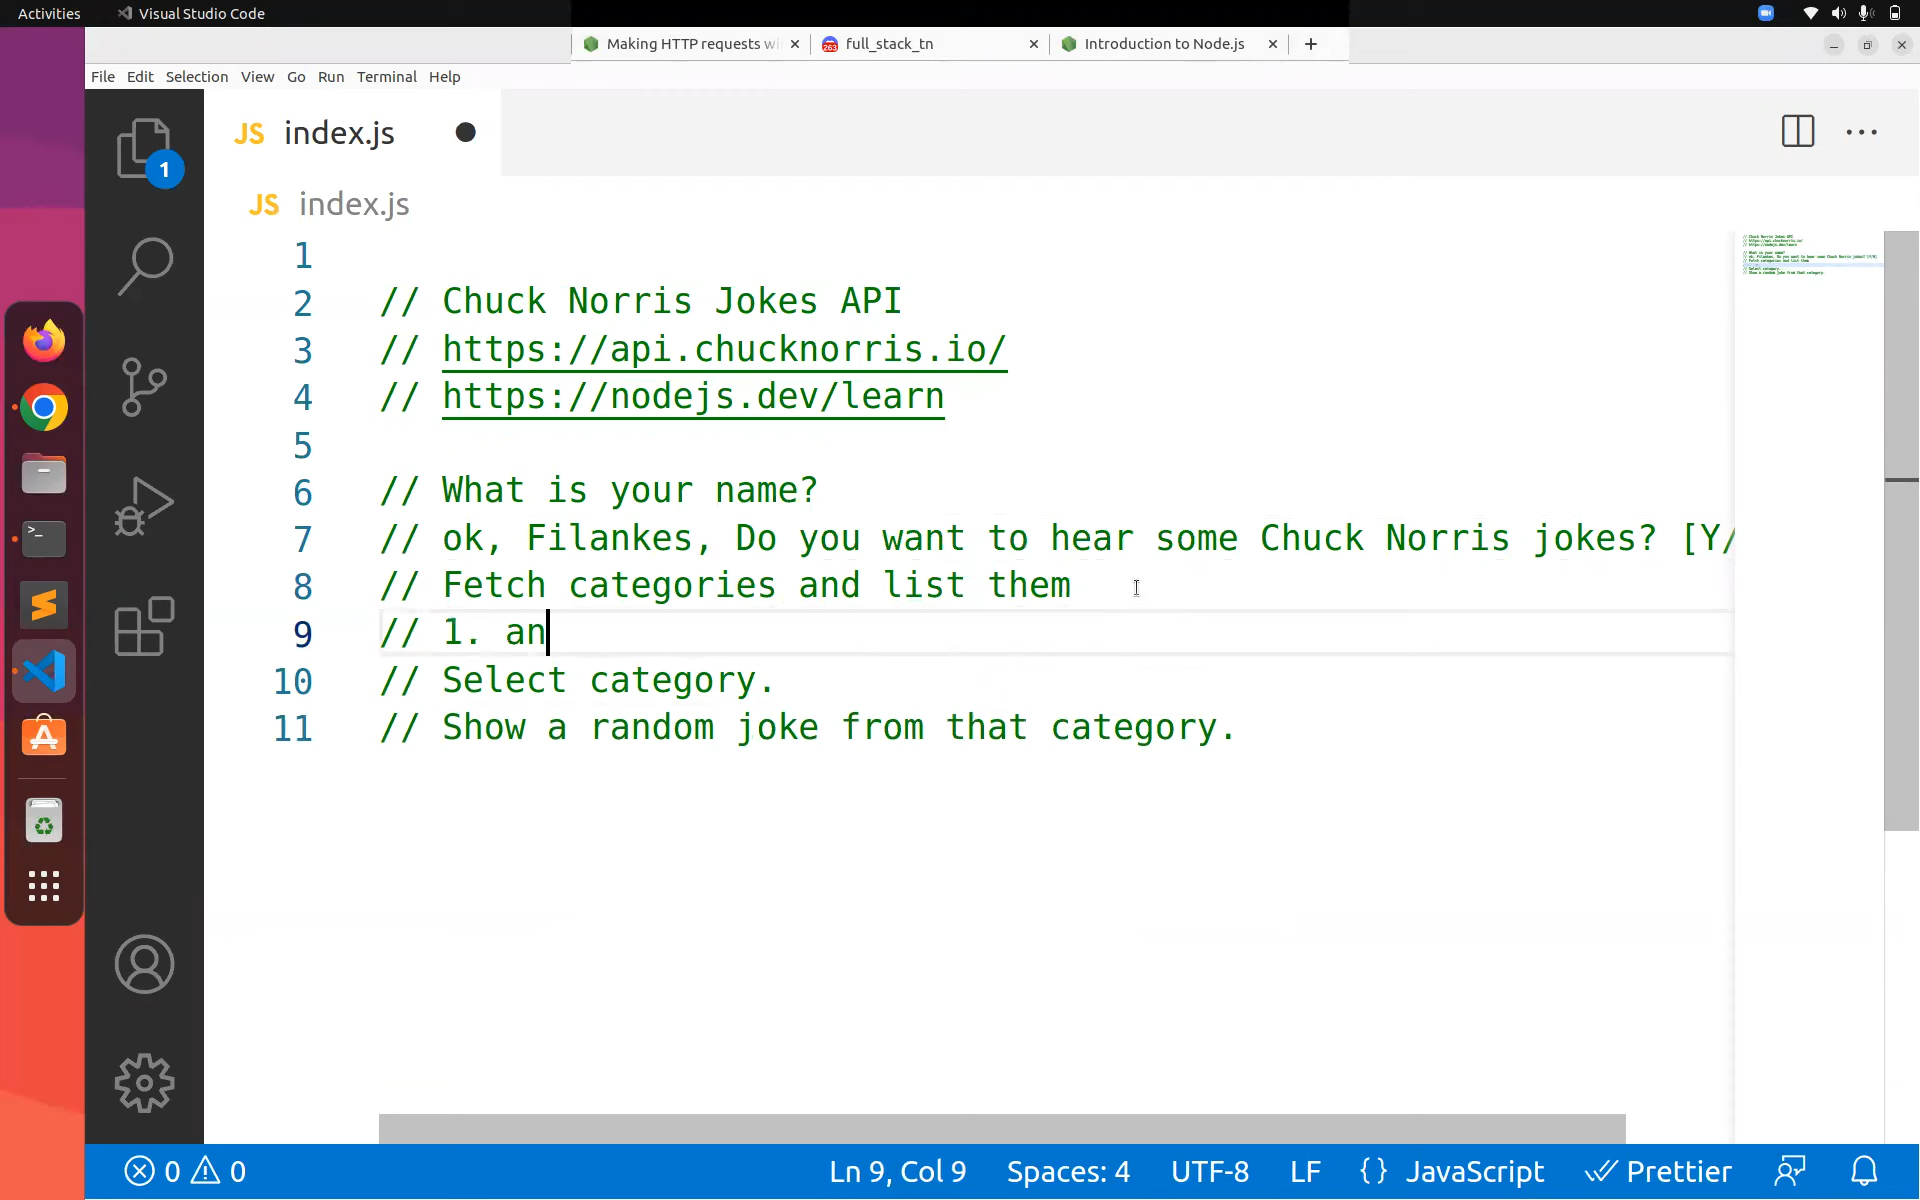 Activities Visual Studio Code
Making HTTP requests wi full_stack_tn Introduction to Node.js
File Edit Selection View Go Run Terminal Help
1
JS index.js
JS index.js
1
2 // Chuck Norris Jokes API
3 // https://api.chucknorris.io/
4 // https://nodejs.dev/learn
5
6 // What is your name?
7 // ok, Filankes, Do you want to hear some Chuck Norris jokes? [Y/
8 // Fetch categories and list them
9 // 1. an
10 // Select category.
11 // Show a random joke from that category.
0 0 Ln 9, Col 9 Spaces: 4 UTF-8 LF {} JavaScript Prettier